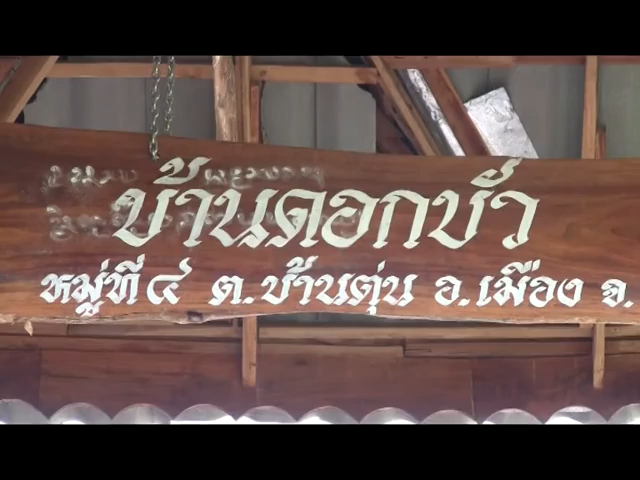 บ้านดอกบัว
หมู่ที่ ๔ ต.บ้านตุ่น อ.เมือง จ.